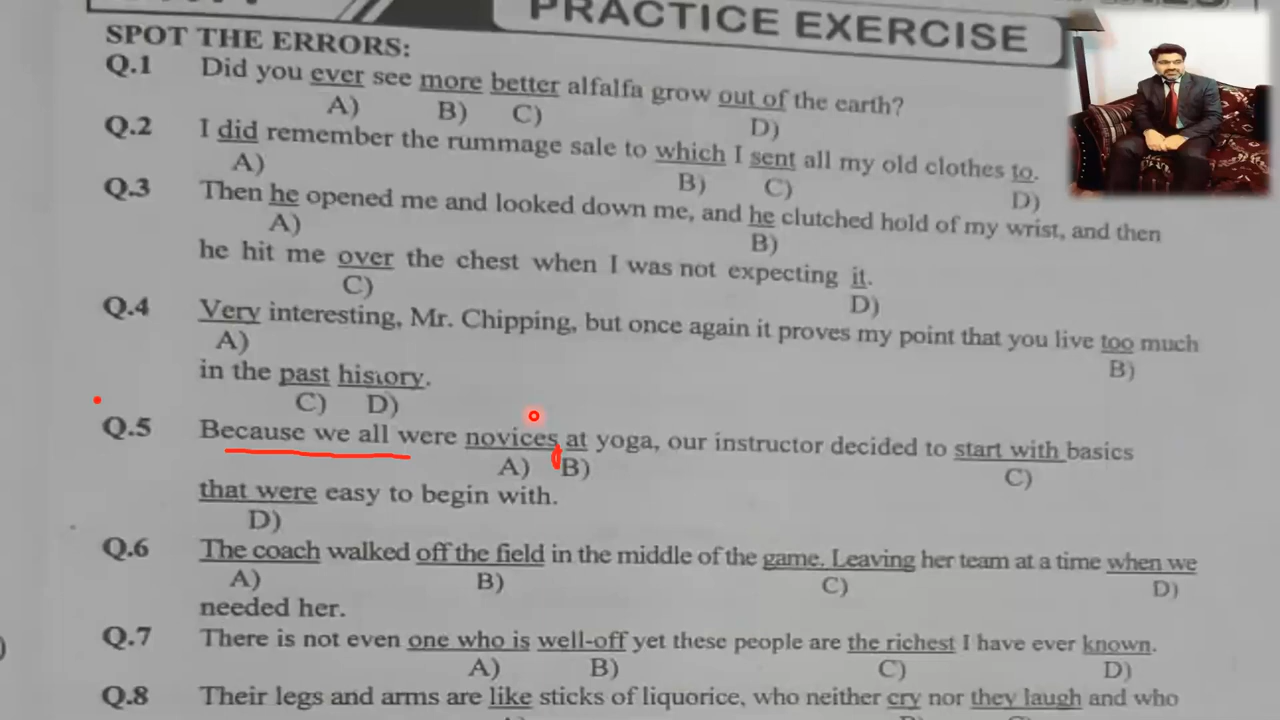 PRACTICE EXERCISE
SPOT THE ERRORS:
Q.1 Did you ever see more better alfalfa grow out of the earth?
A) B) C) D)
Q.2 I did remember the rummage sale to which I sent all my old clothes to.
A) B) C) D)
Q.3 Then he opened me and looked down me, and he clutched hold of my wrist, and then
A) B)
he hit me over the chest when I was not expecting it.
C) D)
Q.4 Very interesting, Mr. Chipping, but once again it proves my point that you live too much
A) B)
in the past history.
C) D)
Q.5 Because we all were novices at yoga, our instructor decided to start with basics
A) B) C)
that were easy to begin with.
D)
Q.6 The coach walked off the field in the middle of the game. Leaving her team at a time when we
A) B) C) D)
needed her.
Q.7 There is not even one who is well-off yet these people are the richest I have ever known.
A) B) C) D)
Q.8 Their legs and arms are like sticks of liquorice, who neither cry nor they laugh and who